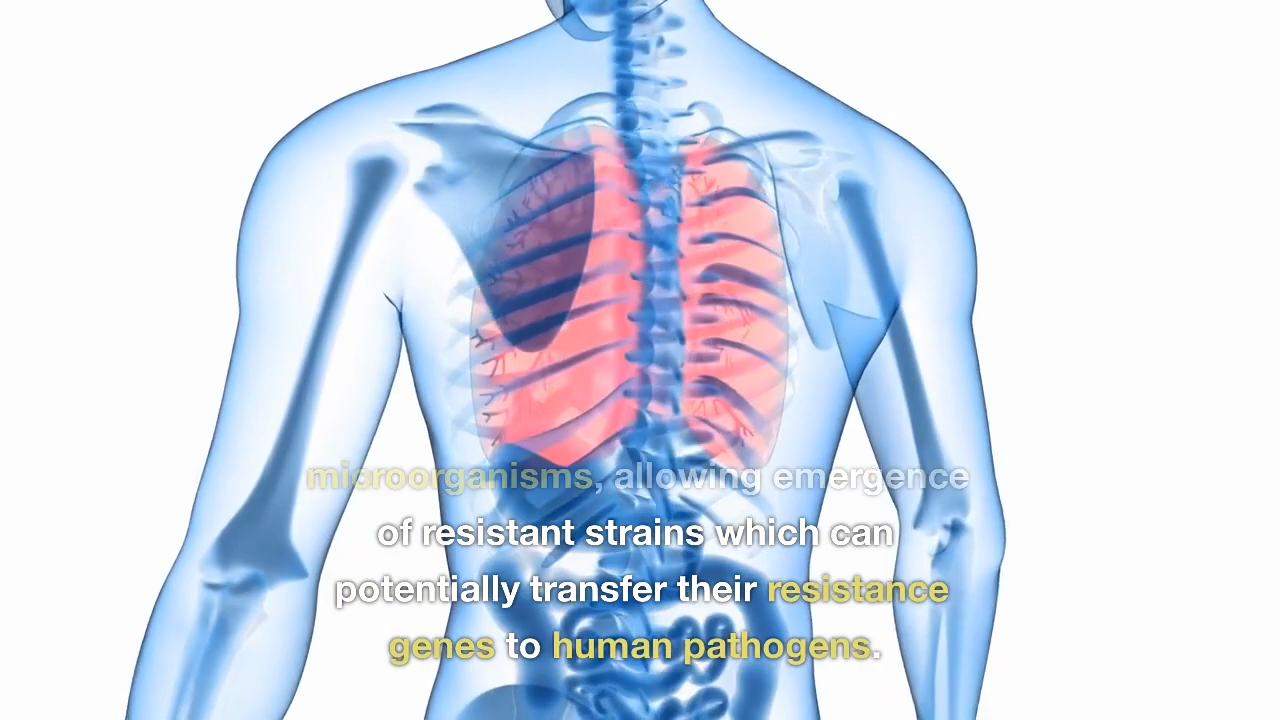 microorganisms, allowing emergence
of resistant strains which can
potentially transfer their resistance
genes to human pathogens.